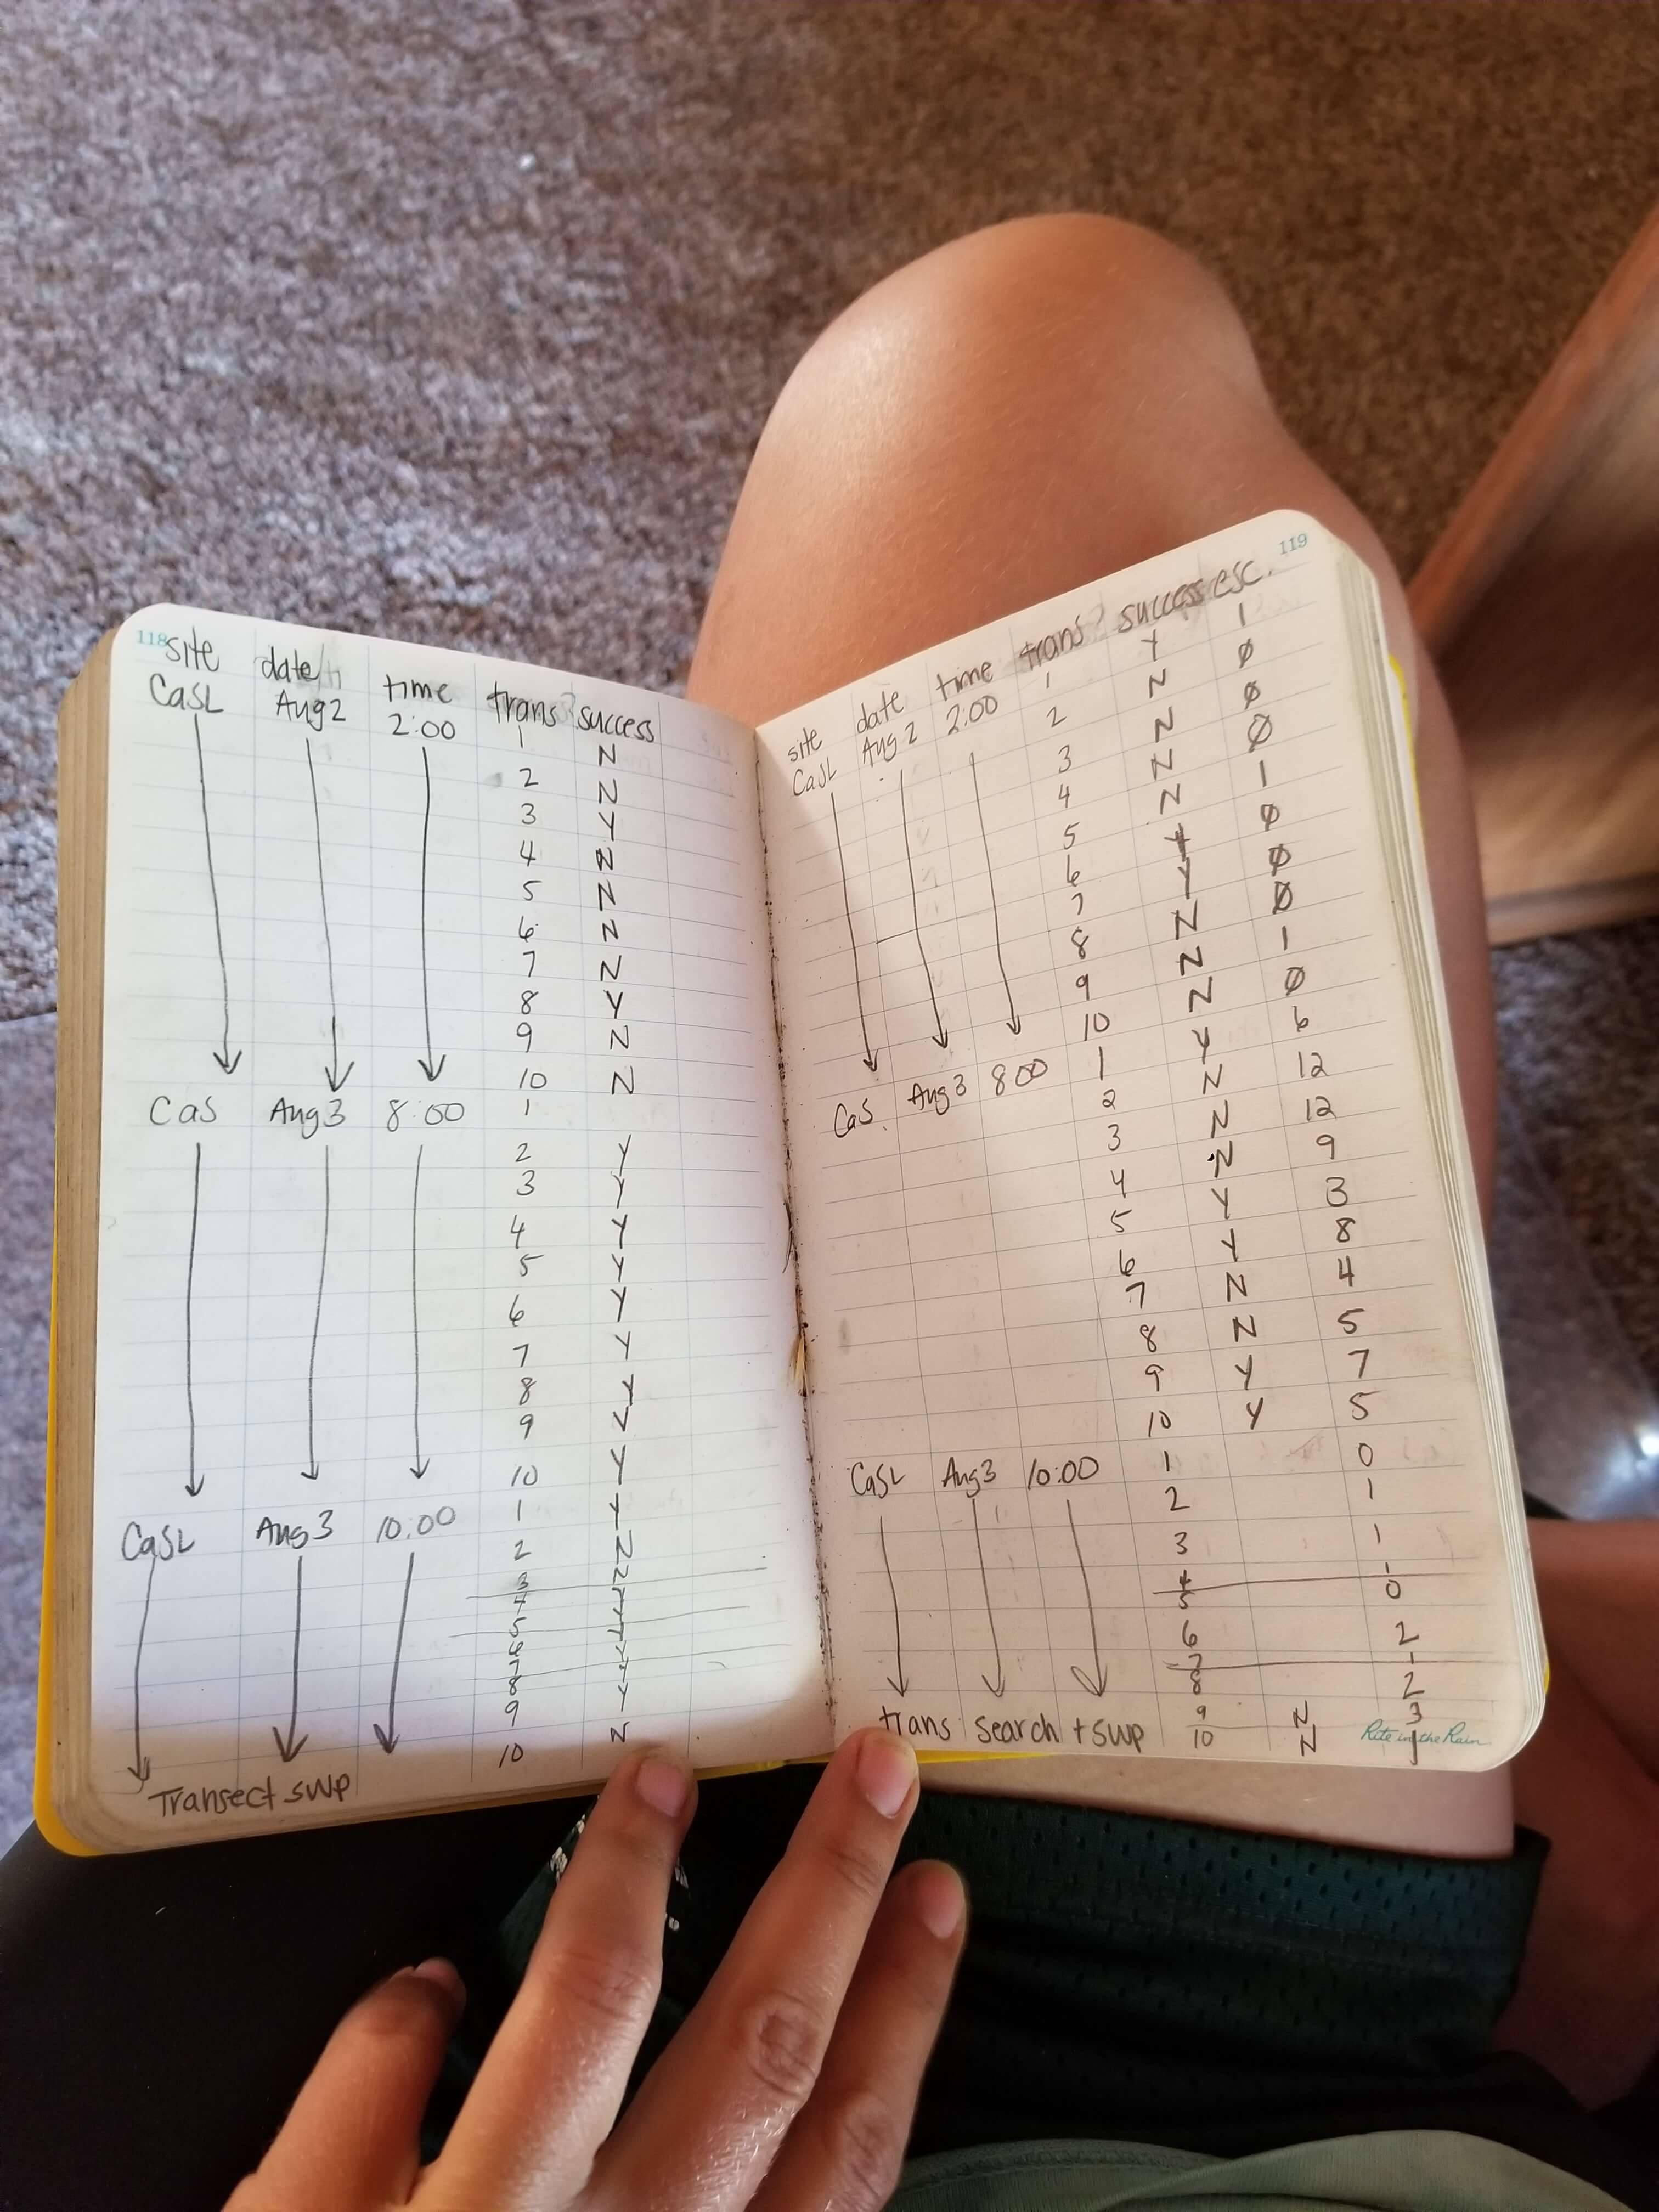 118 site date time trans success
CaSL Aug 2 2:00 1 N
2 N
3 Y
4 N
5 N
6 N
7 N
8 Y
9 N
10 N
CaS Aug 3 8:00 1
2 Y
3 Y
4 Y
5 Y
6 Y
7 Y
8 Y
9 Y
10 Y
CaSL Aug 3 10:00 1 Y
2 N
3
4
5
6
7
8
9 Y
10 N
Transect swp
119
site date time trans success esc.
CaSL Aug 2 2:00 1 Y 1
2 N Ø
3 N Ø
4 N Ø
5 N 1
6 Y Ø
7 Y Ø
8 N Ø
9 N 1
10 N Ø
CaS Aug 3 8:00 1 Y 6
2 N 12
3 N 12
4 N 9
5 Y 3
6 Y 8
7 N 4
8 N 5
9 Y 7
10 Y 5
CaSL Aug 3 10:00 1 0
2 1
3 1
4 1
5 0
6 2
7 1
8 2
9 N 3
10 N 1
trans search + swp
Rite in the Rain